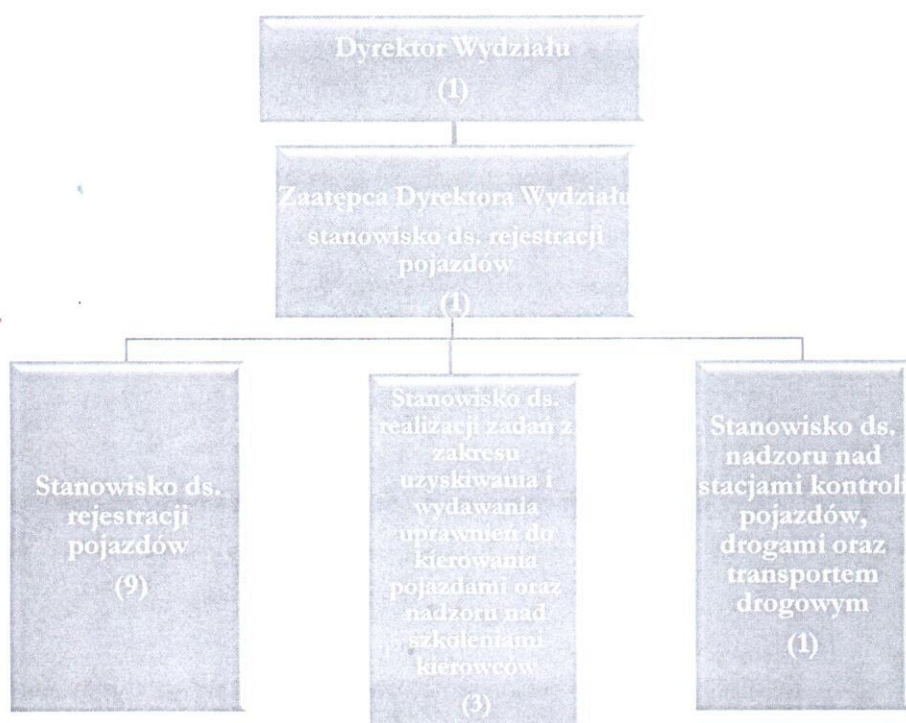 Dyrektor Wydziału
(1)
Zaatępca Dyrektora Wydziału
stanowisko ds. rejestracji
pojazdów
(1)
Stanowisko ds.
rejestracji
pojazdów
(9)
Stanowisko ds.
realizacji zadań z
zakresu
uzyskiwania i
wydawania
uprawnien do
kierowania
pojazdami oraz
nadzoru nad
szkoleniami
kierowców
(3)
Stanowisko ds.
nadzoru nad
stacjami kontroli
pojazdów,
drogami oraz
transportem
drogowym
(1)